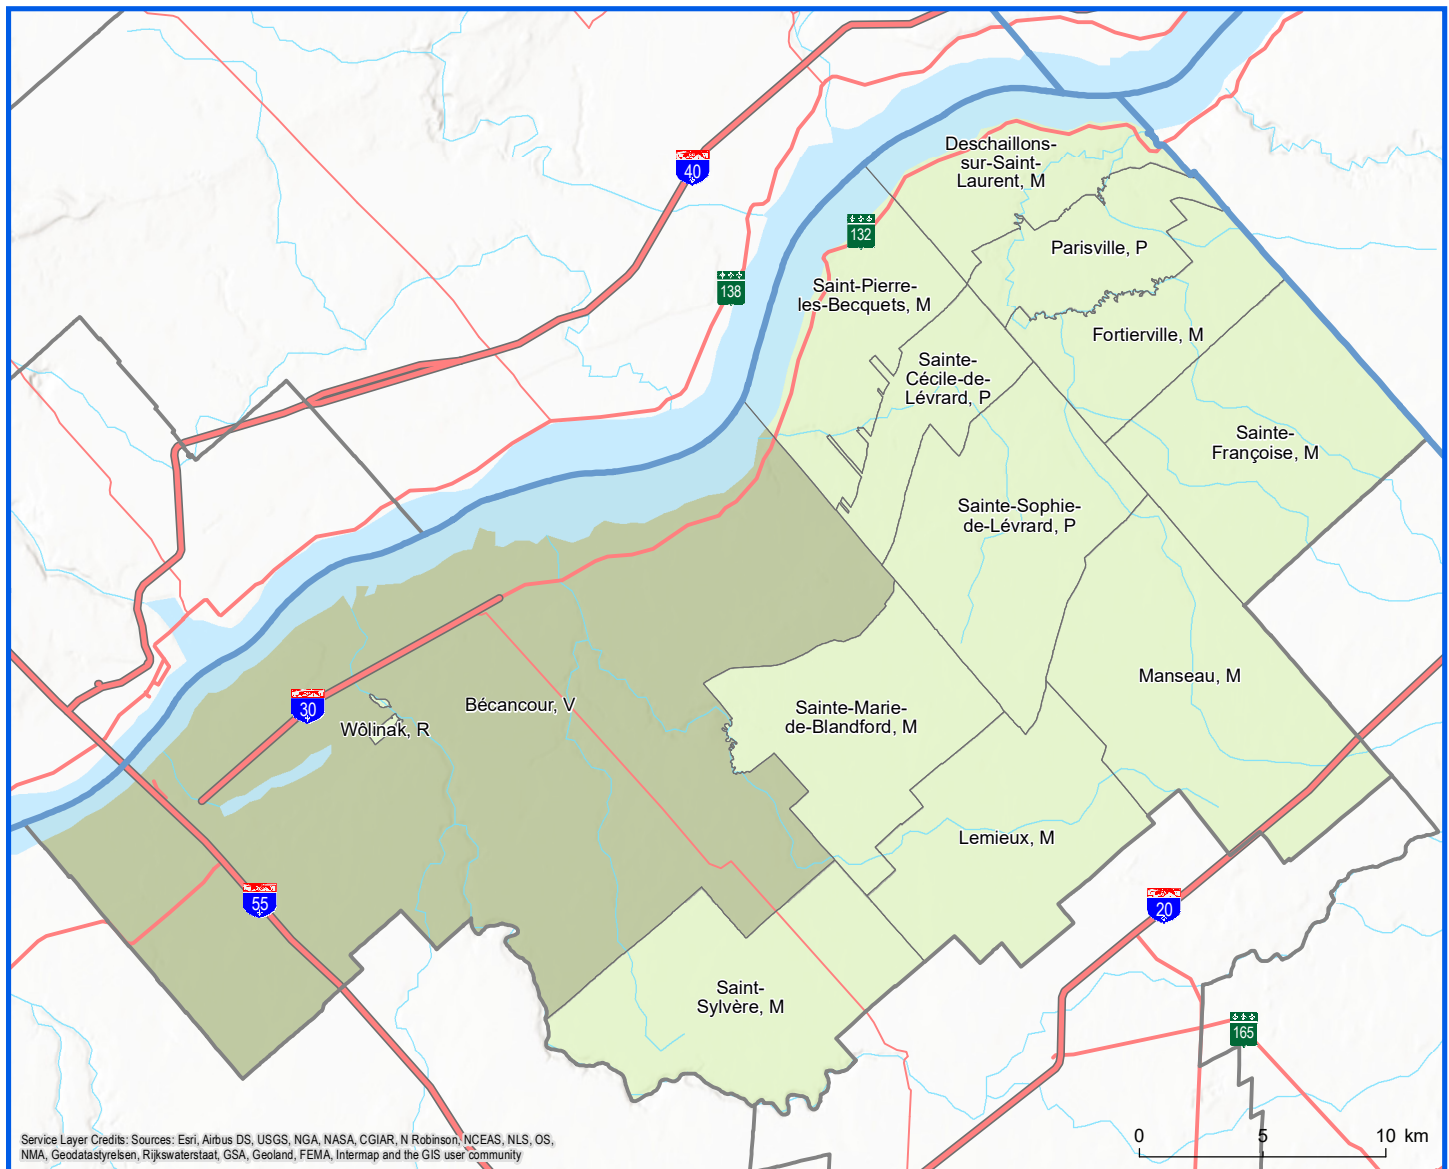 Deschaillons-
sur-Saint-
Laurent, M
40
132
Parisville, P
138
Saint-Pierre-
les-Becquets, M
Fortierville, M
Sainte-
Cécile-de-
Lévrard, P
Sainte-
Françoise, M
Sainte-Sophie-
de-Lévrard, P
Manseau, M
30
Bécancour, V
Wôlinak, R
Sainte-Marie-
de-Blandford, M
Lemieux, M
55
20
Saint-
Sylvère, M
165
0 5 10 km
Service Layer Credits: Sources: Esri, Airbus DS, USGS, NGA, NASA, CGIAR, N Robinson, NCEAS, NLS, OS,
NMA, Geodatastyrelsen, Rijkswaterstaat, GSA, Geoland, FEMA, Intermap and the GIS user community